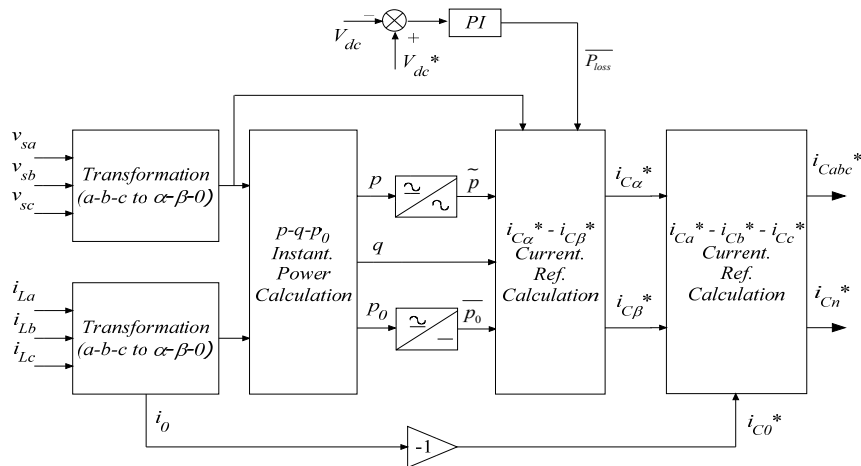 V_dc
−
+
V_dc*
PI
P̅_loss
v_sa
v_sb
v_sc
Transformation
(a-b-c to α-β-0)
i_La
i_Lb
i_Lc
Transformation
(a-b-c to α-β-0)
p-q-p_0
Instant.
Power
Calculation
p
p̃
q
p_0
p̅_0
i_Cα* - i_Cβ*
Current.
Ref.
Calculation
i_Cα*
i_Cβ*
i_Ca* - i_Cb* - i_Cc*
Current.
Ref.
Calculation
i_Cabc*
i_Cn*
i_0
-1
i_C0*